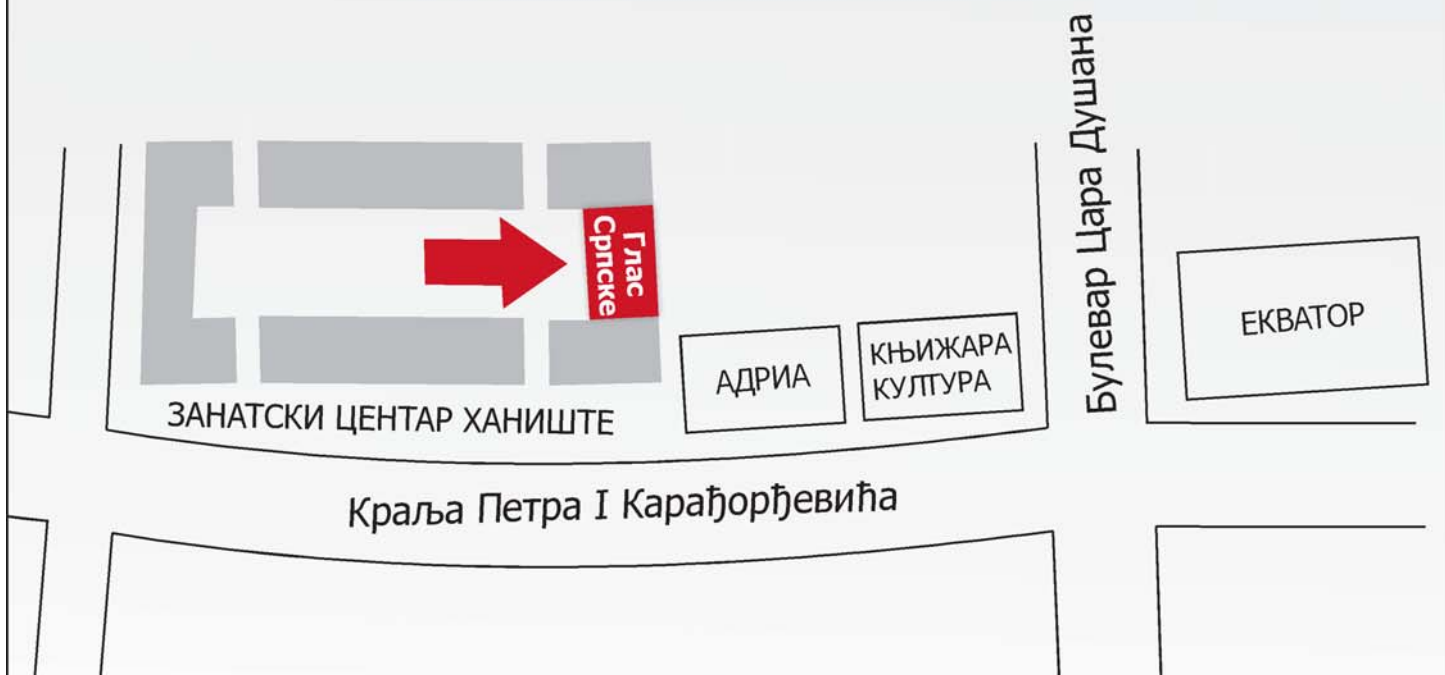 Булевар Цара Душана
Глас
Српске
ЕКВАТОР
КЊИЖАРА
КУЛТУРА
АДРИА
ЗАНАТСКИ ЦЕНТАР ХАНИШТЕ
Краља Петра I Карађорђевића